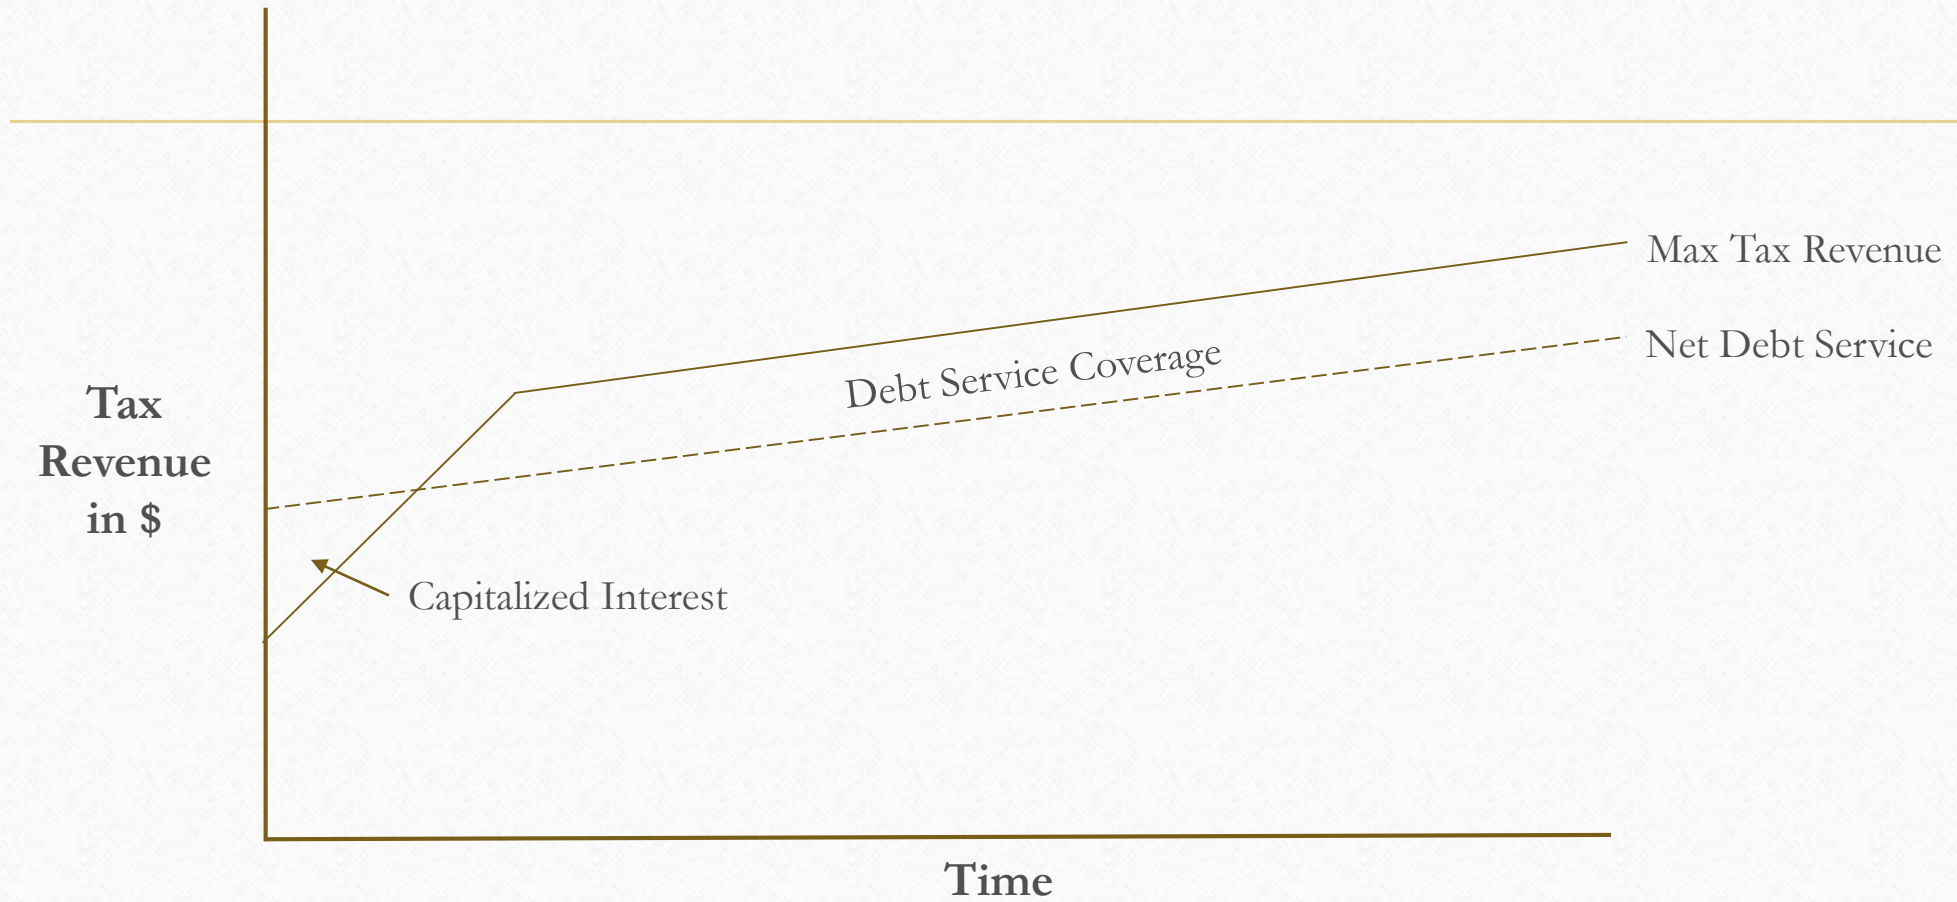 Max Tax Revenue
Net Debt Service
Debt Service Coverage
Tax
Revenue
in $
Capitalized Interest
Time